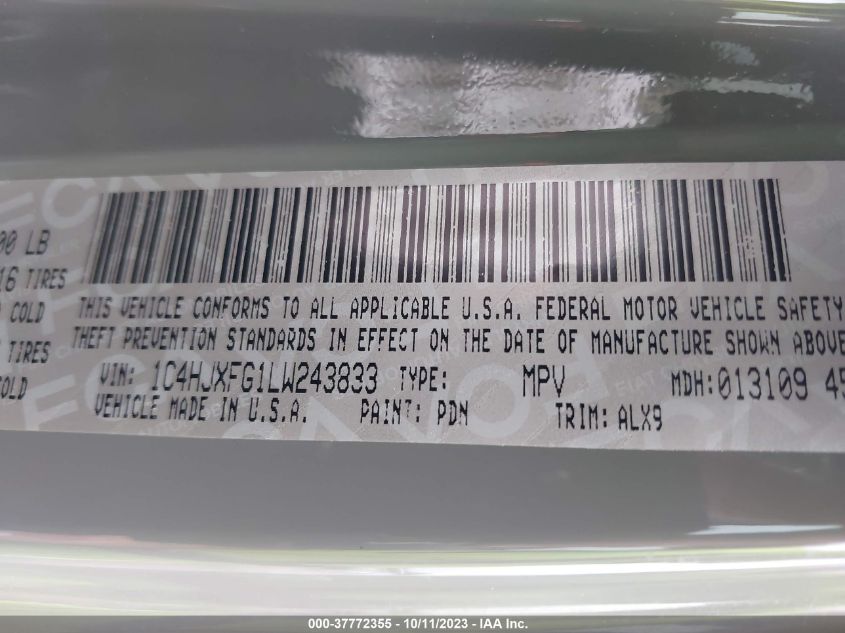 00 LB
16 TIRES
COLD
TIRES
COLD
THIS VEHICLE CONFORMS TO ALL APPLICABLE U.S.A. FEDERAL MOTOR VEHICLE SAFETY
THEFT PREVENTION STANDARDS IN EFFECT ON THE DATE OF MANUFACTURE SHOWN ABOVE
VIN: 1C4HJXFG1LW243833 TYPE: MPV MDH:013109 45
VEHICLE MADE IN U.S.A. PAINT: PDN TRIM: ALX9
000-37772355 - 10/11/2023 - © IAA Inc.